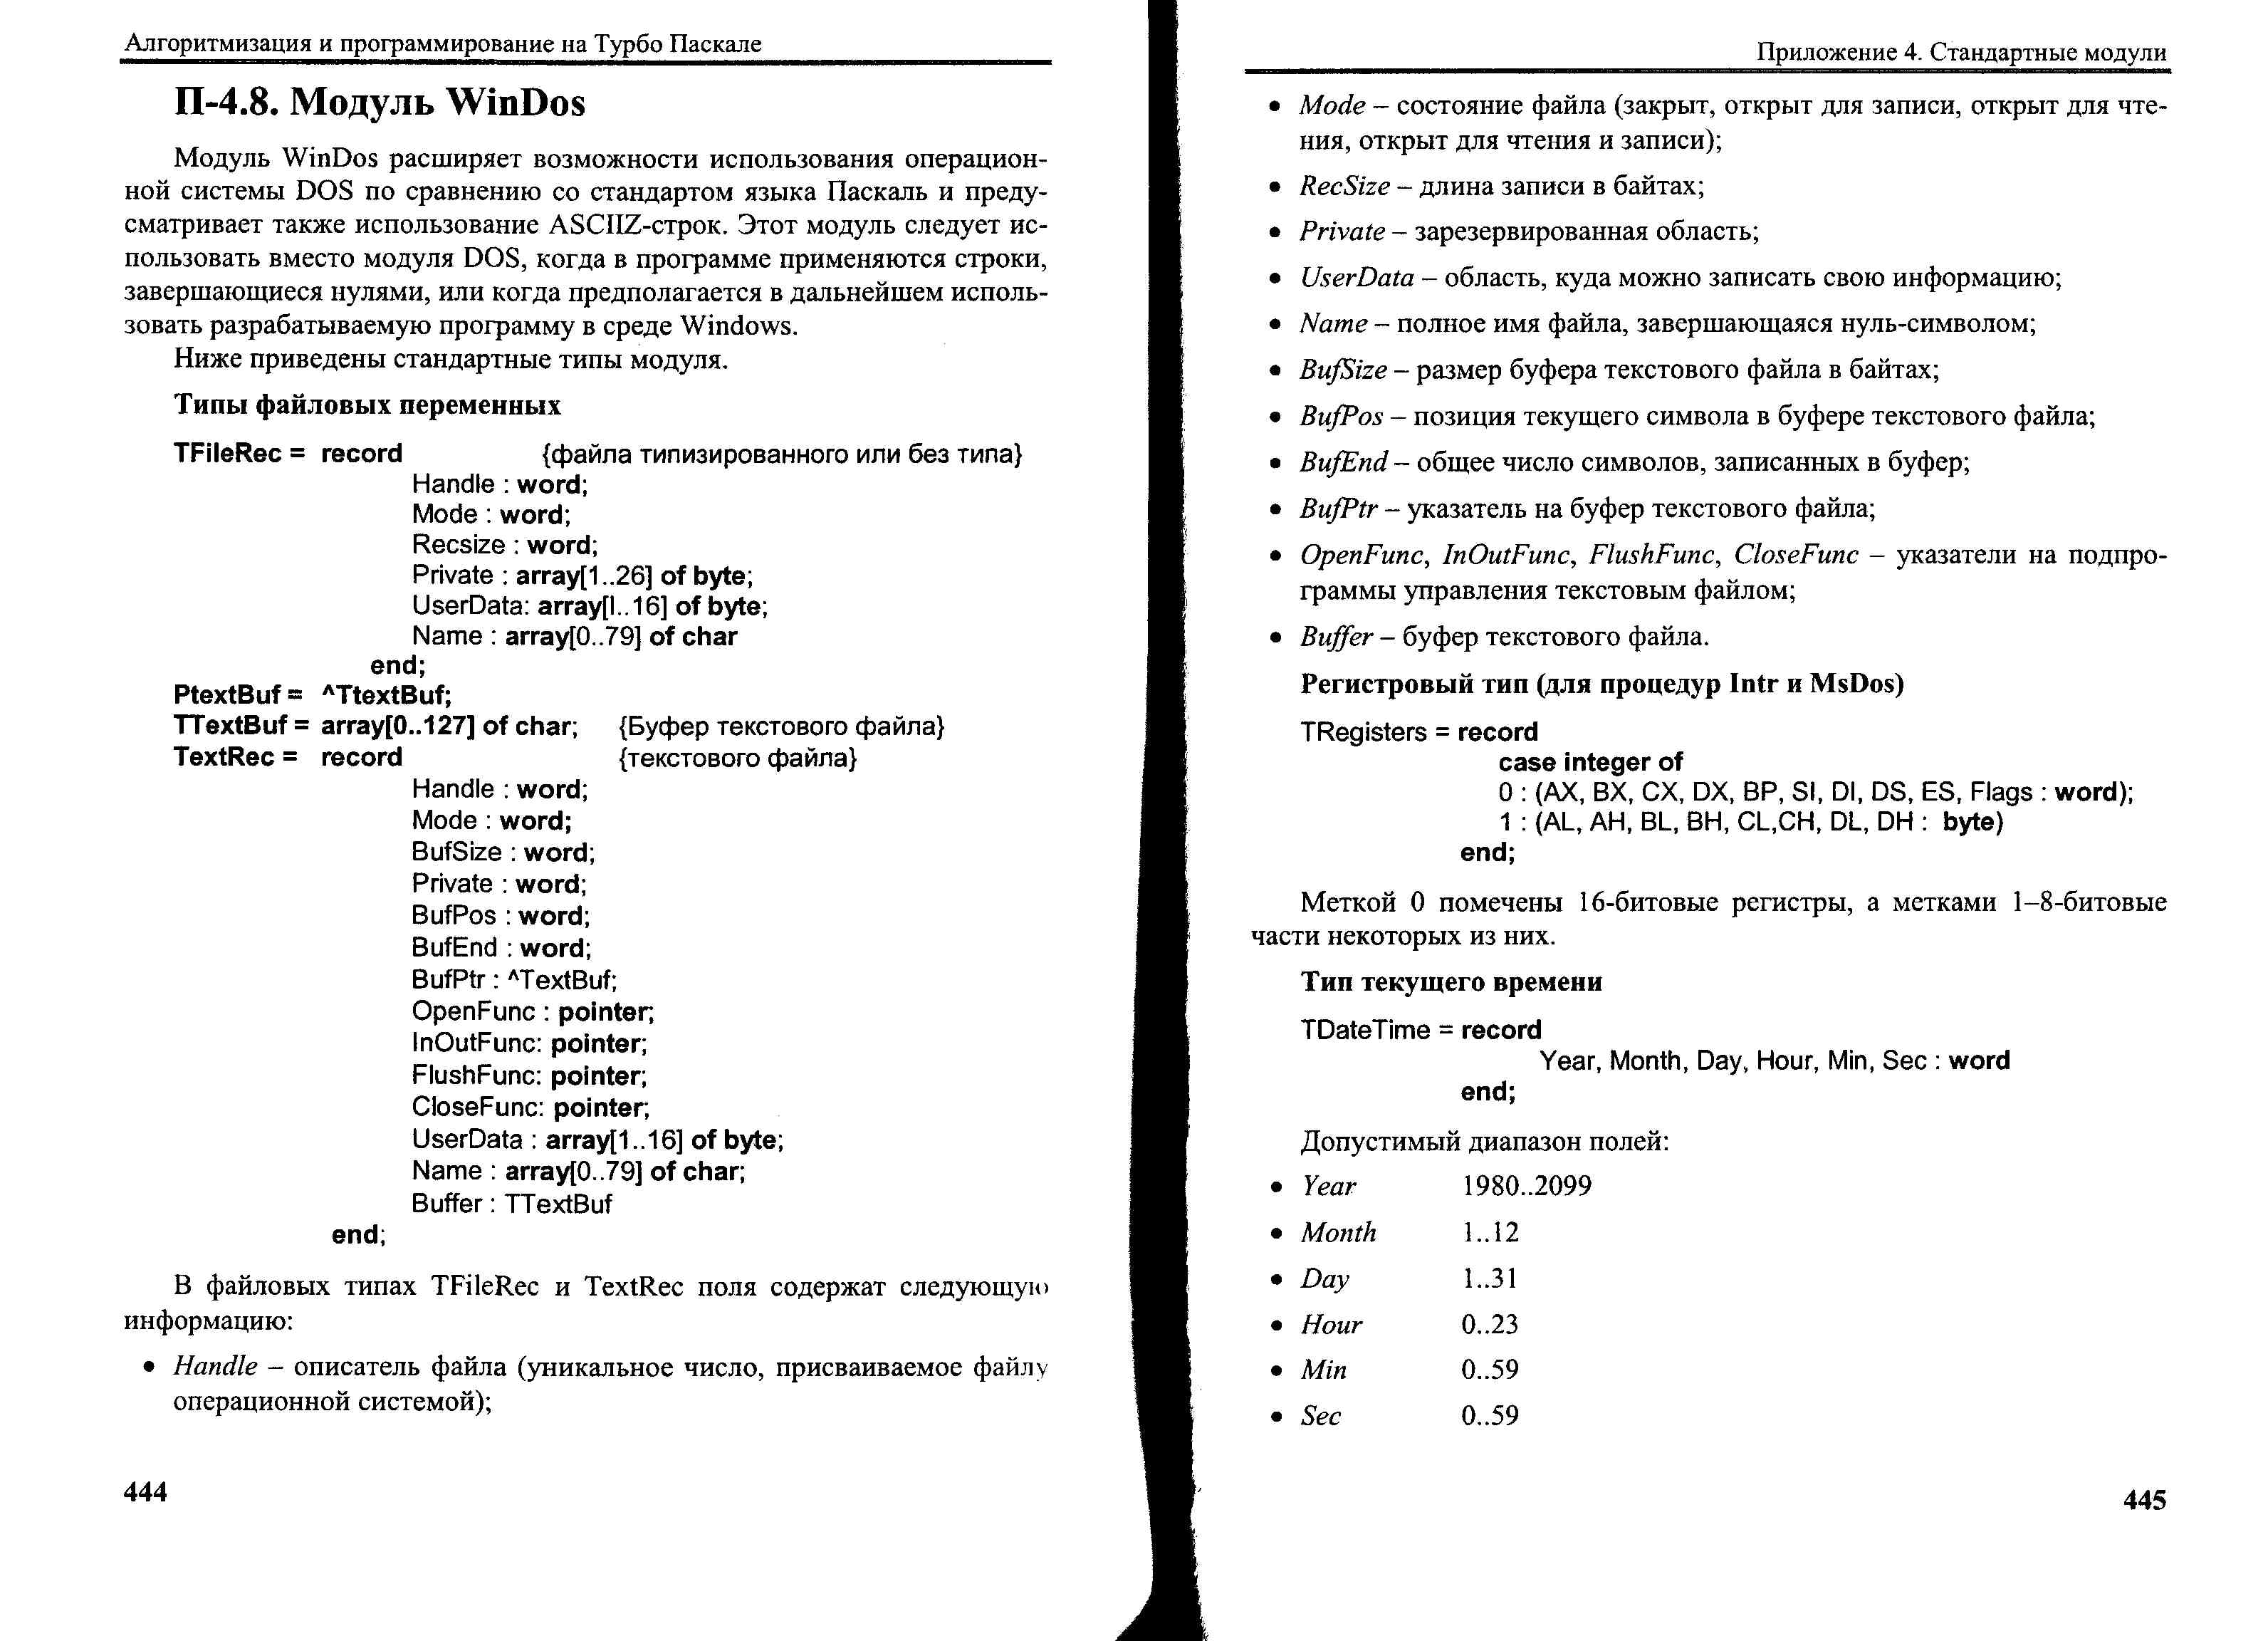 Алгоритмизация и программирование на Турбо Паскале
П-4.8. Модуль WinDos
Модуль WinDos расширяет возможности использования операцион-
ной системы DOS по сравнению со стандартом языка Паскаль и преду-
сматривает также использование ASCIIZ-строк. Этот модуль следует ис-
пользовать вместо модуля DOS, когда в программе применяются строки,
завершающиеся нулями, или когда предполагается в дальнейшем исполь-
зовать разрабатываемую программу в среде Windows.
Ниже приведены стандартные типы модуля.
Типы файловых переменных
TFileRec = record {файла типизированного или без типа}
Handle : word;
Mode : word;
Recsize : word;
Private : array[1..26] of byte;
UserData: array[l..16] of byte;
Name : array[0..79] of char
end;
PtextBuf = ^TtextBuf;
TTextBuf = array[0..127] of char; {Буфер текстового файла}
TextRec = record {текстового файла}
Handle : word;
Mode : word;
BufSize : word;
Private : word;
BufPos : word;
BufEnd : word;
BufPtr : ^TextBuf;
OpenFunc : pointer;
InOutFunc: pointer;
FlushFunc: pointer;
CloseFunc: pointer;
UserData : array[1..16] of byte;
Name : array[0..79] of char;
Buffer : TTextBuf
end;
В файловых типах TFileRec и TextRec поля содержат следующую
информацию:
• Handle – описатель файла (уникальное число, присваиваемое файлу
операционной системой);
444
Приложение 4. Стандартные модули
• Mode – состояние файла (закрыт, открыт для записи, открыт для чте-
ния, открыт для чтения и записи);
• RecSize – длина записи в байтах;
• Private – зарезервированная область;
• UserData – область, куда можно записать свою информацию;
• Name – полное имя файла, завершающаяся нуль-символом;
• BufSize – размер буфера текстового файла в байтах;
• BufPos – позиция текущего символа в буфере текстового файла;
• BufEnd – общее число символов, записанных в буфер;
• BufPtr – указатель на буфер текстового файла;
• OpenFunc, InOutFunc, FlushFunc, CloseFunc – указатели на подпро-
граммы управления текстовым файлом;
• Buffer – буфер текстового файла.
Регистровый тип (для процедур Intr и MsDos)
TRegisters = record
case integer of
0 : (AX, BX, CX, DX, BP, SI, DI, DS, ES, Flags : word);
1 : (AL, AH, BL, BH, CL,CH, DL, DH : byte)
end;
Меткой 0 помечены 16-битовые регистры, а метками 1–8-битовые
части некоторых из них.
Тип текущего времени
TDateTime = record
Year, Month, Day, Hour, Min, Sec : word
end;
Допустимый диапазон полей:
• Year 1980..2099
• Month 1..12
• Day 1..31
• Hour 0..23
• Min 0..59
• Sec 0..59
445